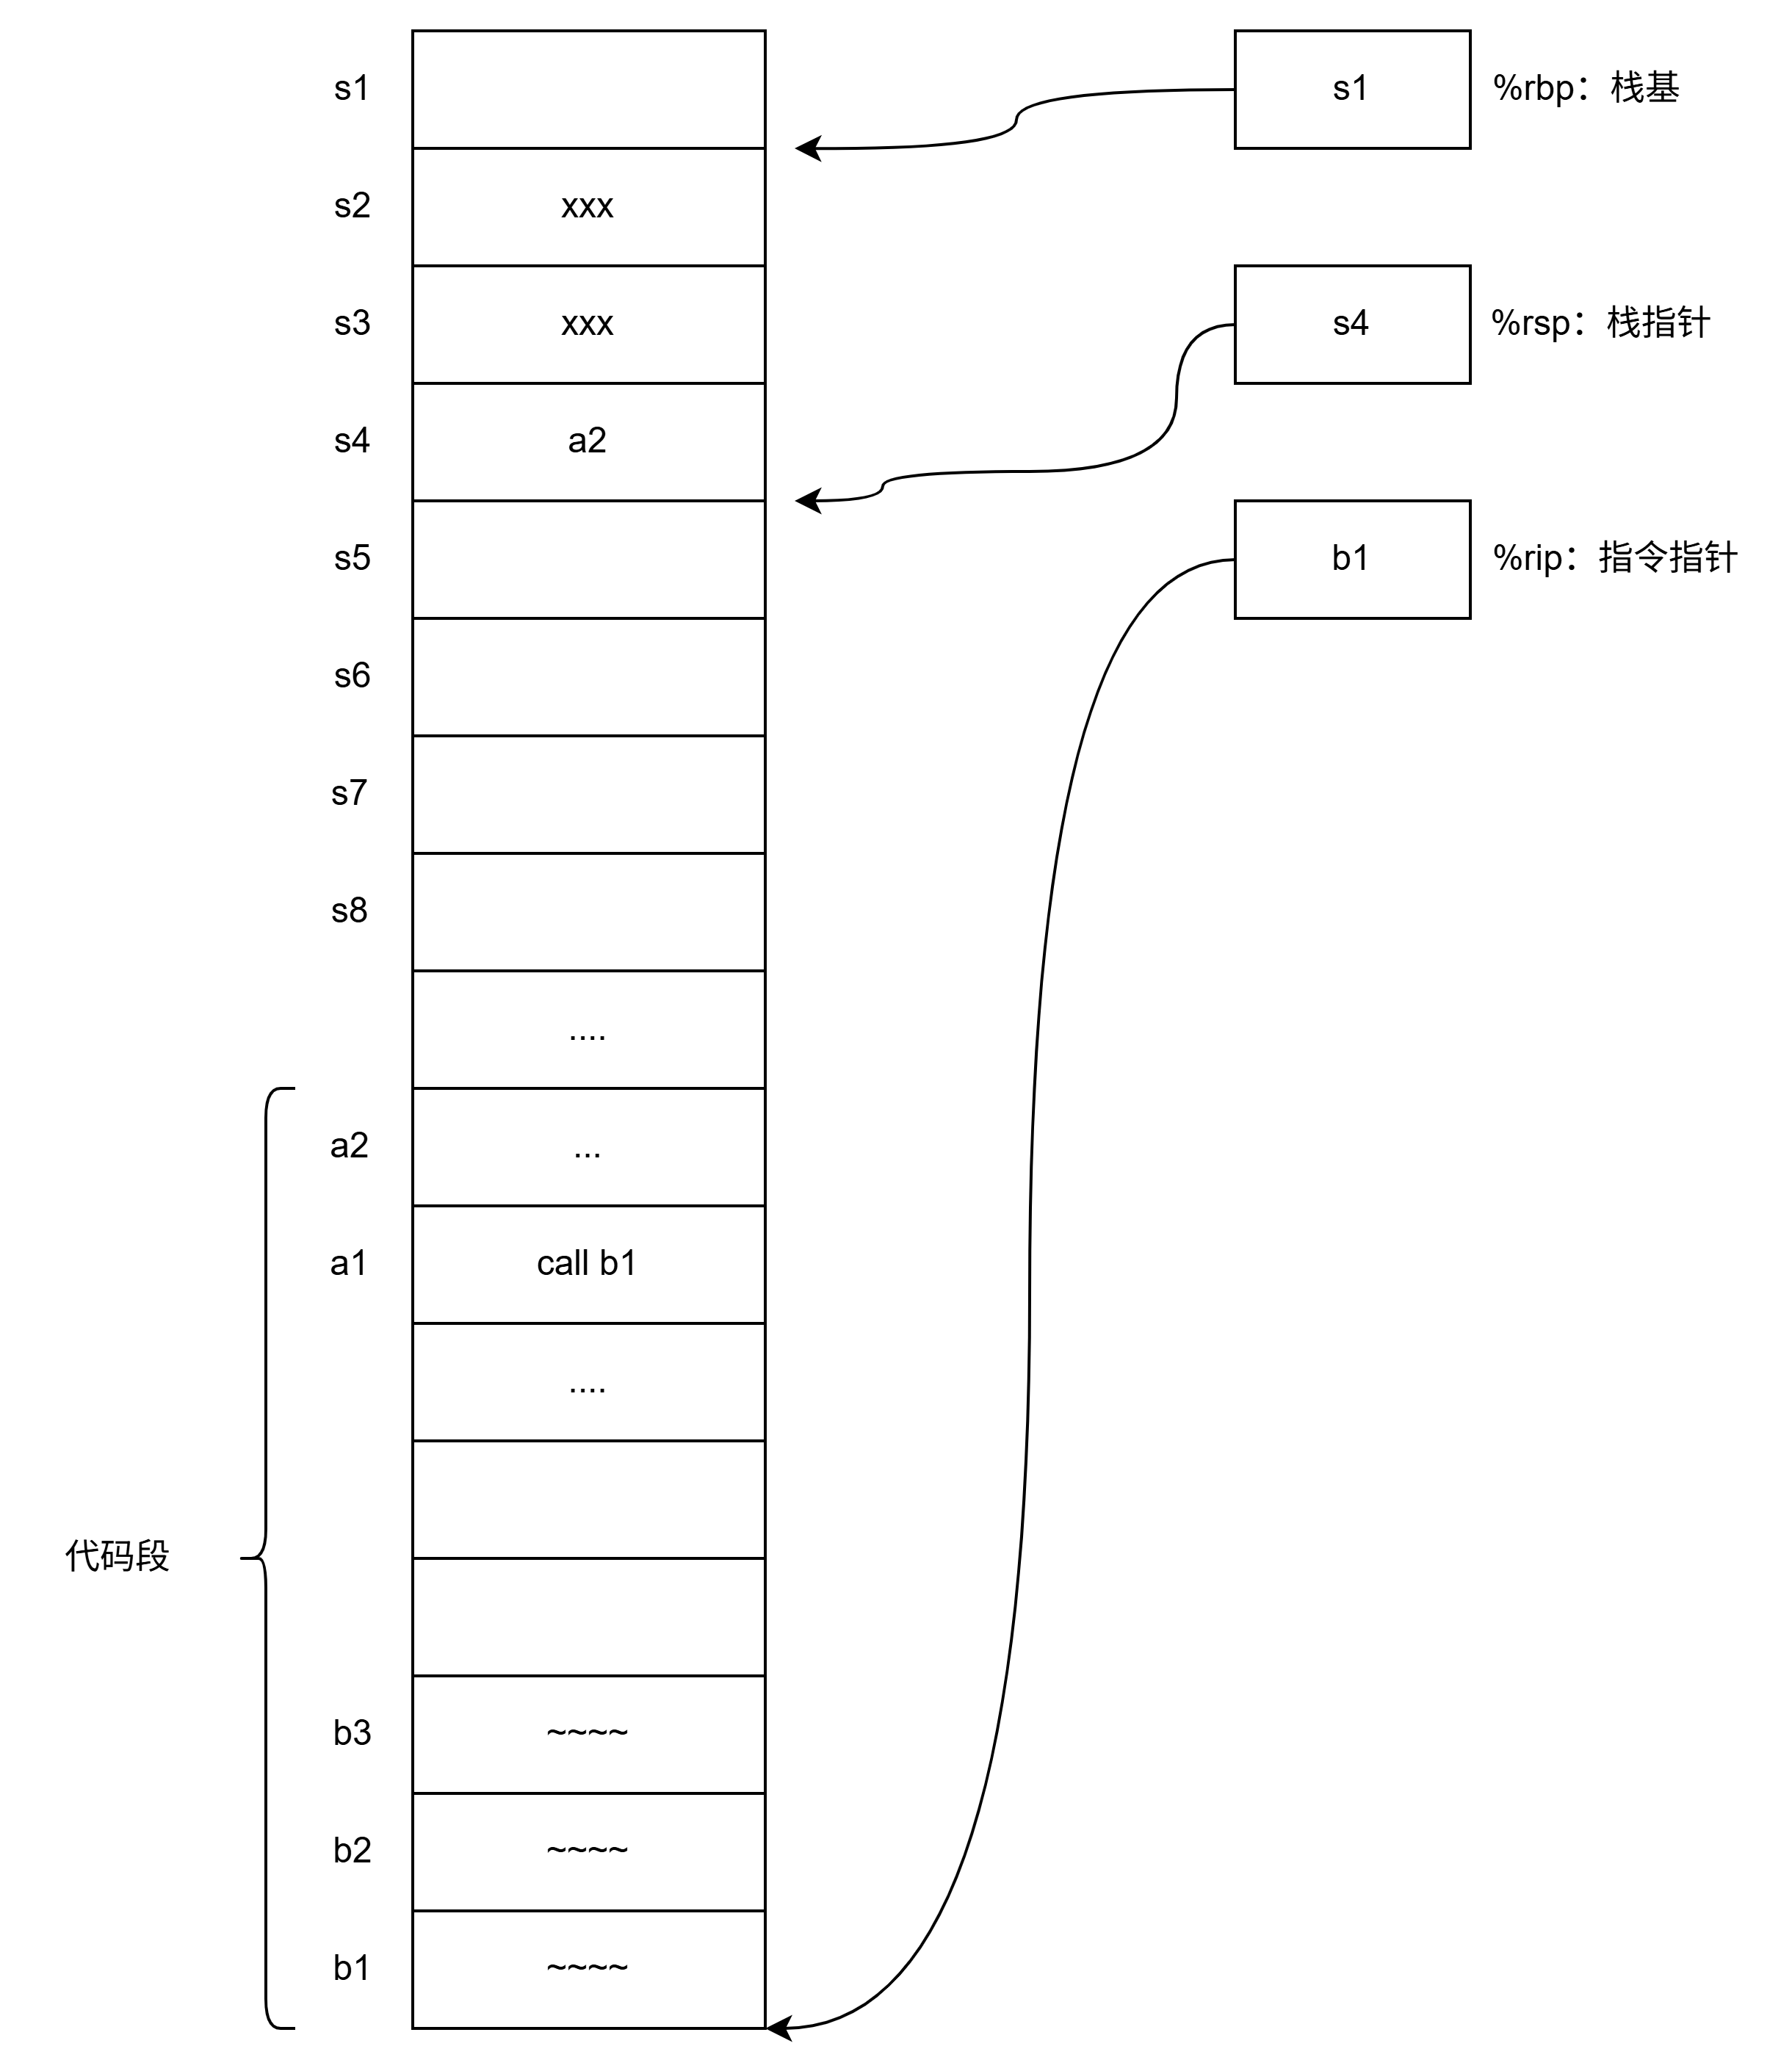 s1
s1
%rbp：栈基
s2
xxx
s3
xxx
s4
%rsp：栈指针
s4
a2
s5
b1
%rip：指令指针
s6
s7
s8
....
a2
...
a1
call b1
....
代码段
b3
~~~~
b2
~~~~
b1
~~~~